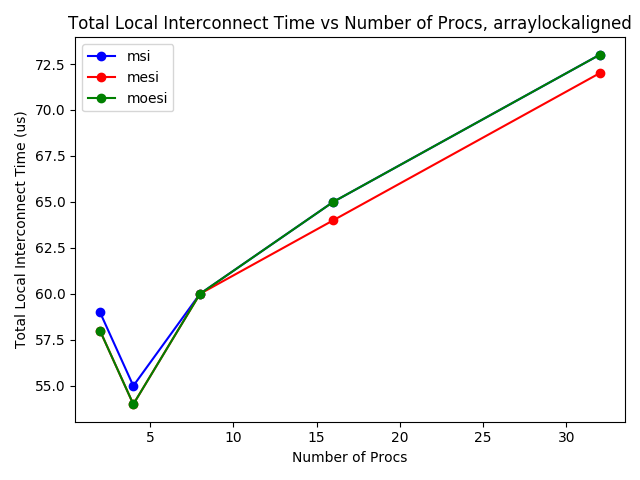 Total Local Interconnect Time vs Number of Procs, arraylockaligned
msi
mesi
moesi
Total Local Interconnect Time (us)
72.5
70.0
67.5
65.0
62.5
60.0
57.5
55.0
5 10 15 20 25 30
Number of Procs